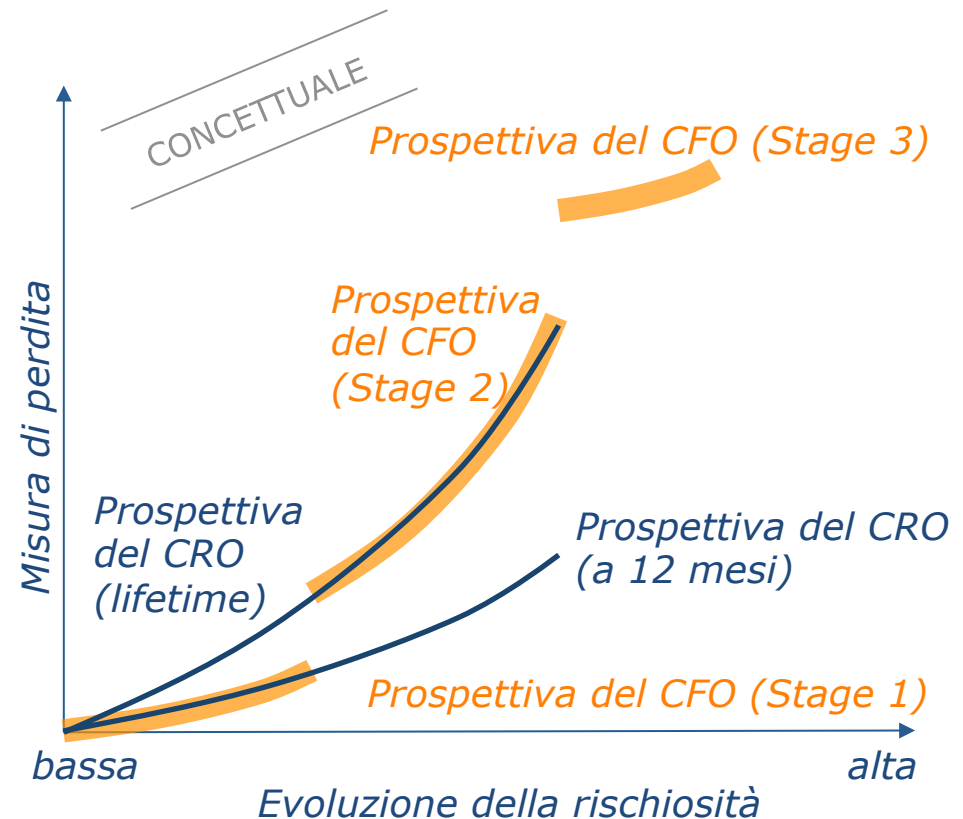 CONCETTUALE
Prospettiva del CFO (Stage 3)
Prospettiva
del CFO
(Stage 2)
Misura di perdita
Prospettiva
del CRO
(lifetime)
Prospettiva del CRO
(a 12 mesi)
Prospettiva del CFO (Stage 1)
bassa
alta
Evoluzione della rischiosità